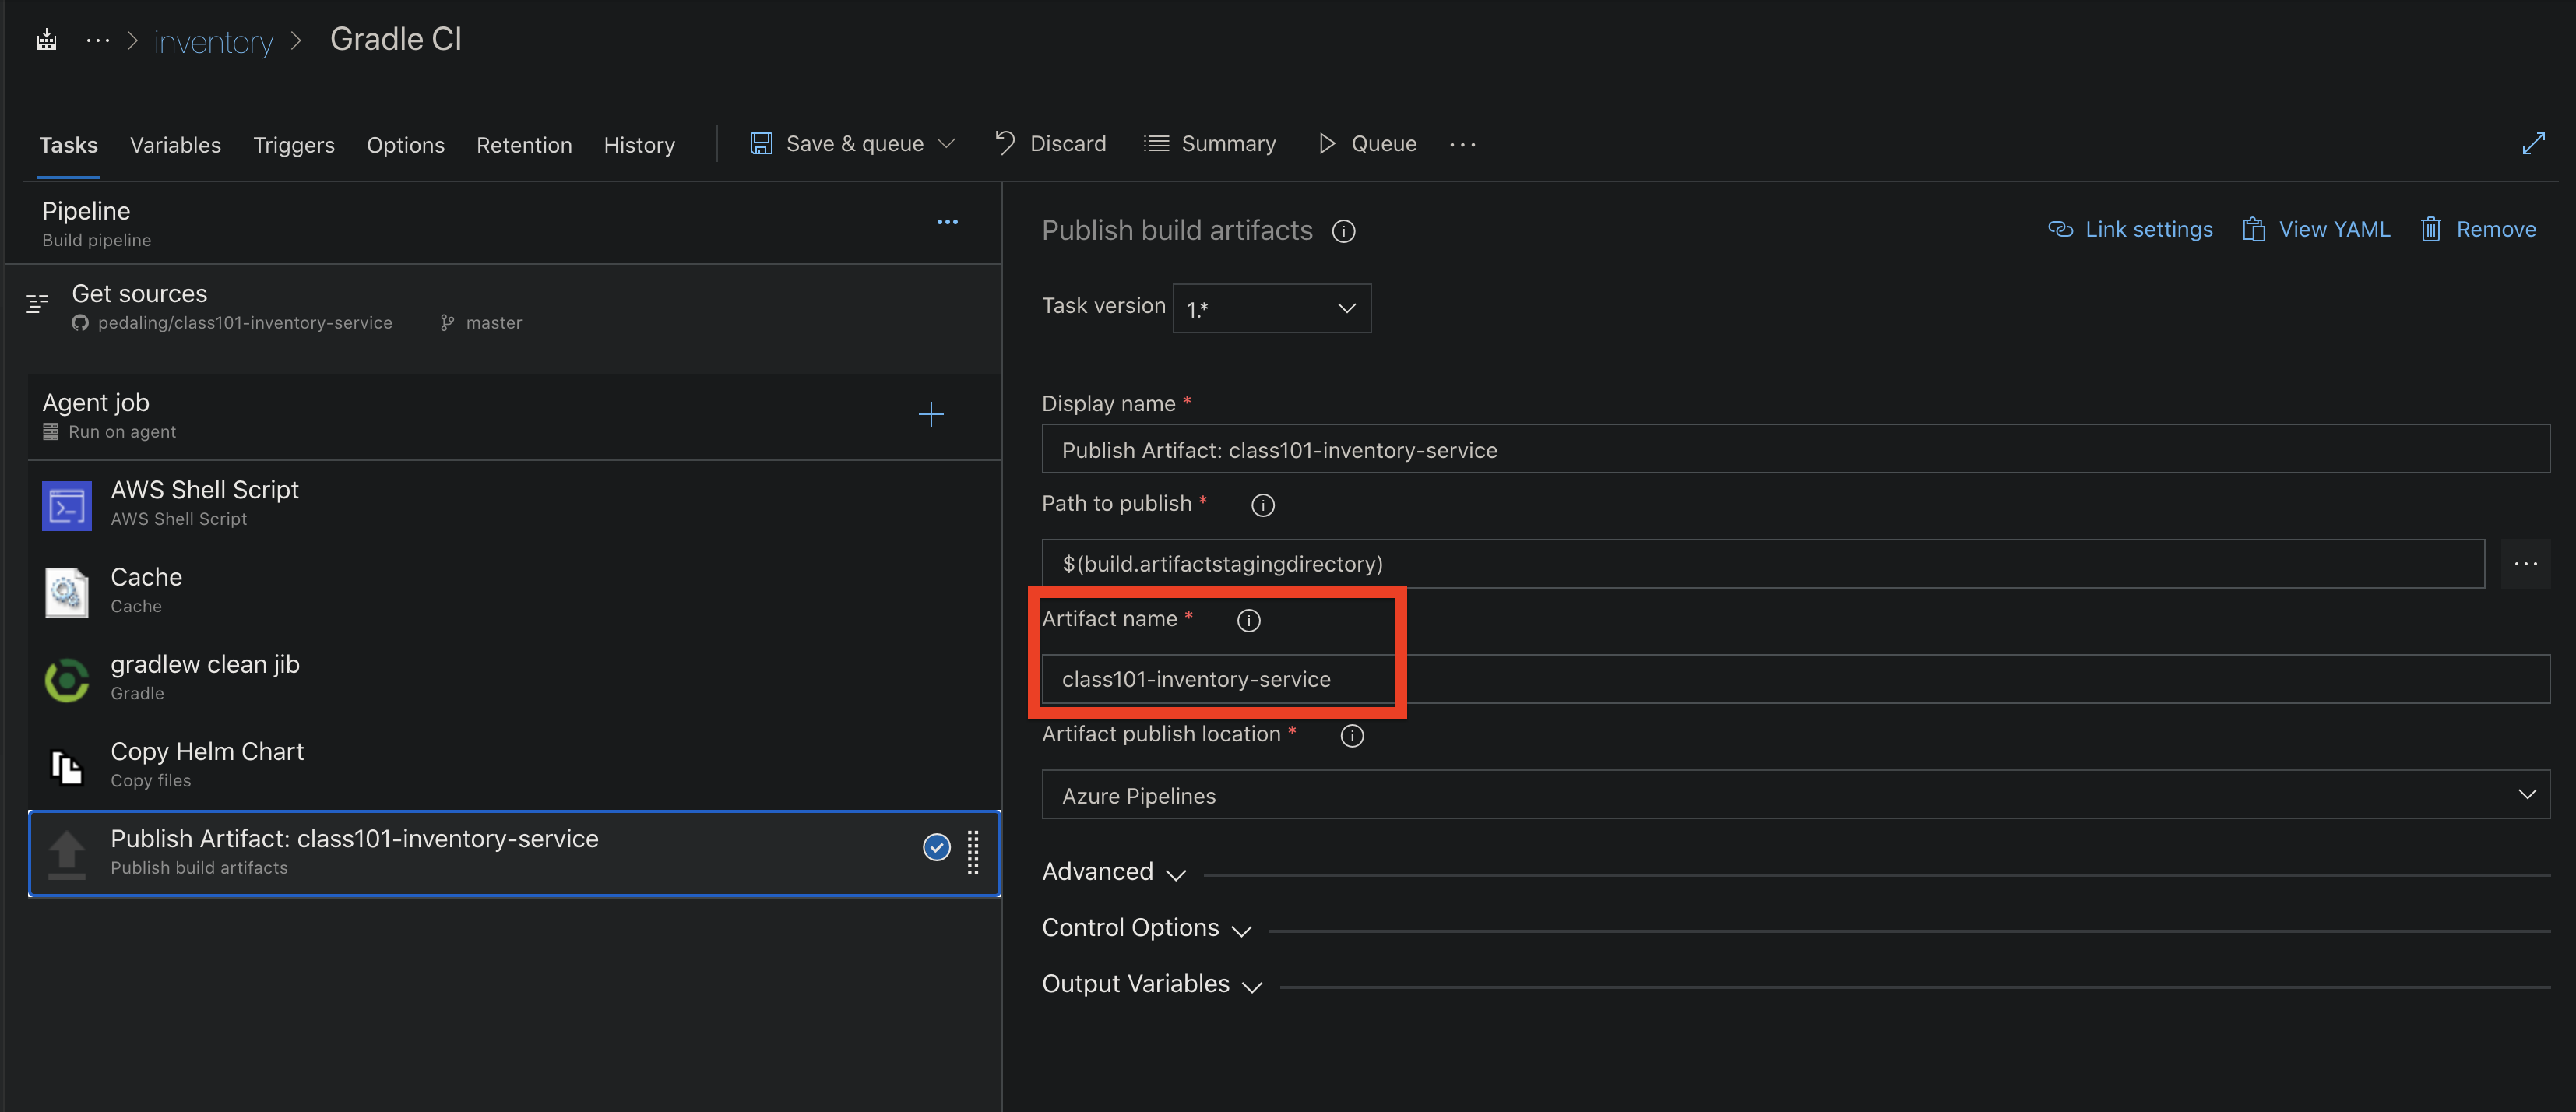 ··· > inventory > Gradle CI
Tasks Variables Triggers Options Retention History Save & queue Discard Summary Queue ···
Pipeline
Build pipeline
Get sources
pedaling/class101-inventory-service master
Agent job
Run on agent
AWS Shell Script
AWS Shell Script
Cache
Cache
gradlew clean jib
Gradle
Copy Helm Chart
Copy files
Publish Artifact: class101-inventory-service
Publish build artifacts
Publish build artifacts Link settings View YAML Remove
Task version 1.*
Display name *
Publish Artifact: class101-inventory-service
Path to publish *
$(build.artifactstagingdirectory)
Artifact name *
class101-inventory-service
Artifact publish location *
Azure Pipelines
Advanced
Control Options
Output Variables